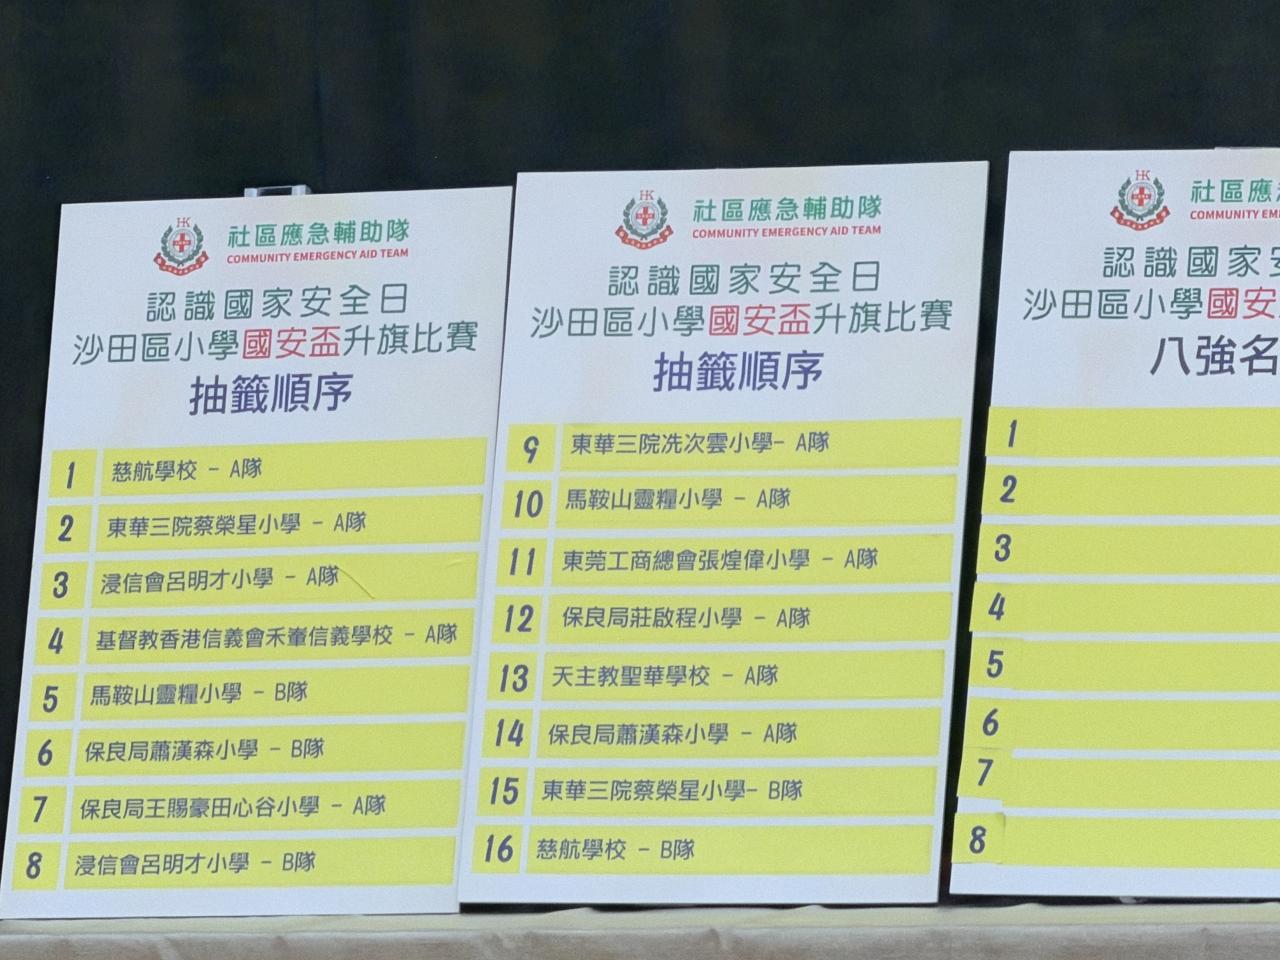 HK
社區應急輔助隊
COMMUNITY EMERGENCY AID TEAM
認識國家安全日
沙田區小學國安盃升旗比賽
抽籤順序
1 慈航學校 - A隊
2 東華三院蔡榮星小學 - A隊
3 浸信會呂明才小學 - A隊
4 基督教香港信義會禾輋信義學校 - A隊
5 馬鞍山靈糧小學 - B隊
6 保良局蕭漢森小學 - B隊
7 保良局王賜豪田心谷小學 - A隊
8 浸信會呂明才小學 - B隊
HK
社區應急輔助隊
COMMUNITY EMERGENCY AID TEAM
認識國家安全日
沙田區小學國安盃升旗比賽
抽籤順序
9 東華三院冼次雲小學- A隊
10 馬鞍山靈糧小學 - A隊
11 東莞工商總會張煌偉小學 - A隊
12 保良局莊啟程小學 - A隊
13 天主教聖華學校 - A隊
14 保良局蕭漢森小學 - A隊
15 東華三院蔡榮星小學- B隊
16 慈航學校 - B隊
HK
社區應
COMMUNITY EM
認識國家
沙田區小學國安
八強名
1
2
3
4
5
6
7
8